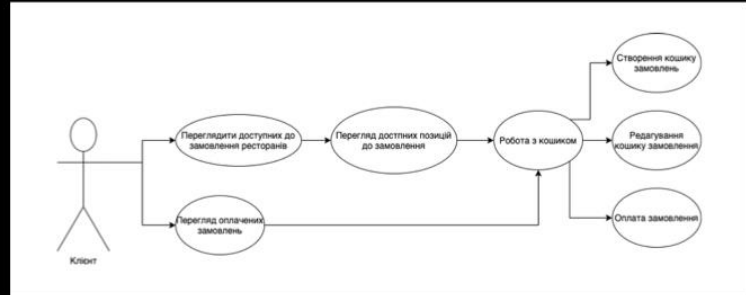 Створення кошику
замовлень
Переглядити доступних до
замовлення ресторанів
Перегляд достпних позицій
до замовлення
Робота з кошиком
Редагування
кошику замовлення
Перегляд оплачених
замовлень
Оплата замовлення
Клієнт